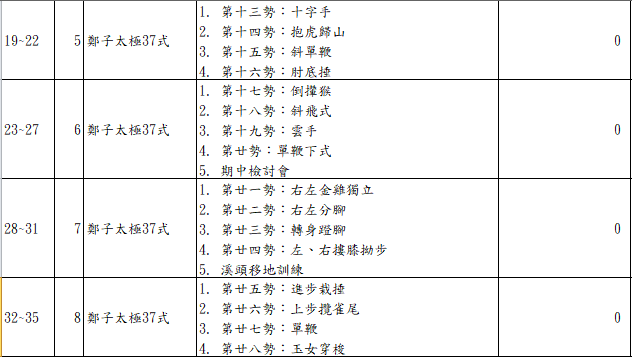 1. 第十三勢：十字手
2. 第十四勢：抱虎歸山
19~22 5 鄭子太極37式 0
3. 第十五勢：斜單鞭
4. 第十六勢：肘底捶
1. 第十七勢：倒攆猴
2. 第十八勢：斜飛式
23~27 6 鄭子太極37式 3. 第十九勢：雲手 0
4. 第廿勢：單鞭下式
5. 期中檢討會
1. 第廿一勢：右左金雞獨立
2. 第廿二勢：右左分腳
28~31 7 鄭子太極37式 3. 第廿三勢：轉身蹬腳 0
4. 第廿四勢：左、右摟膝拗步
5. 溪頭移地訓練
1. 第廿五勢：進步栽捶
2. 第廿六勢：上步攬雀尾
32~35 8 鄭子太極37式 0
3. 第廿七勢：單鞭
4. 第廿八勢：玉女穿梭